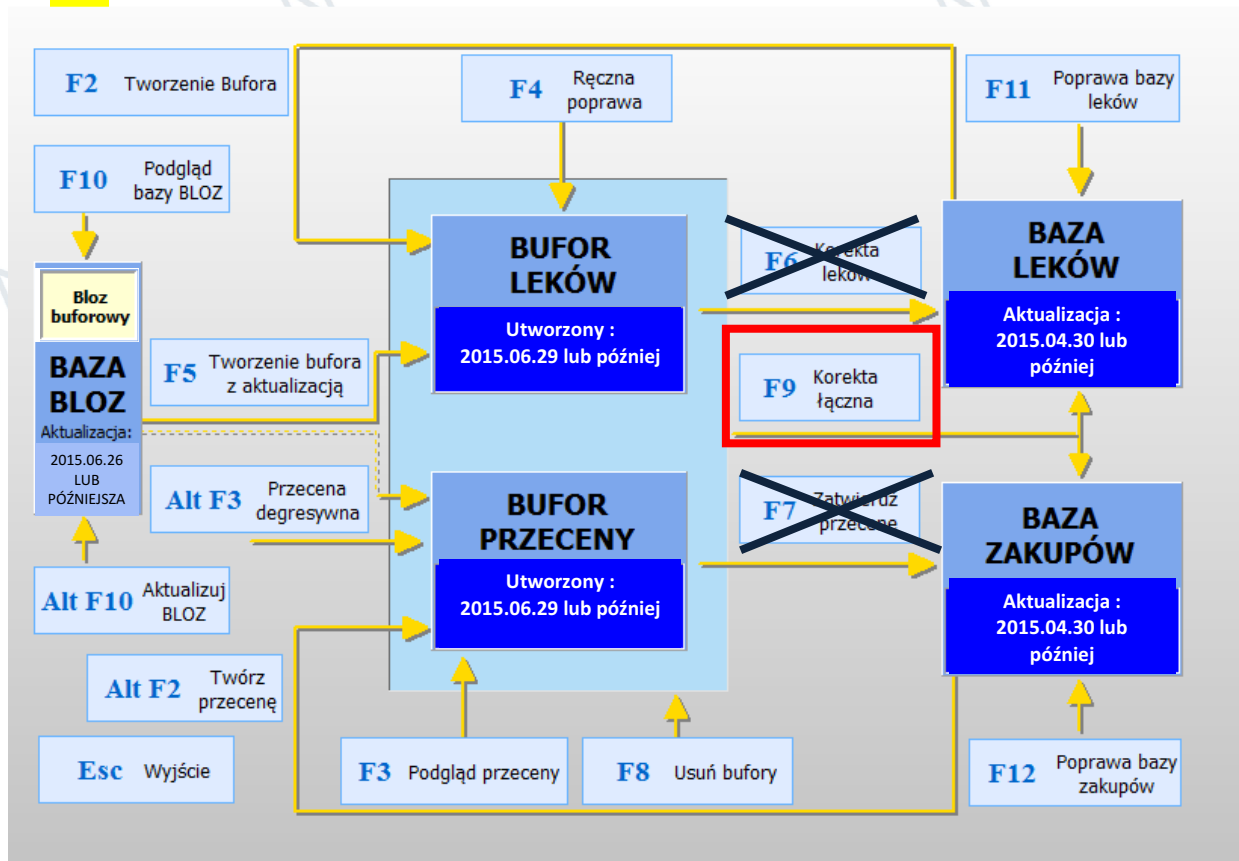 F2 Tworzenie Bufora
F4 Ręczna
poprawa
F11 Poprawa bazy
leków
F10 Podgląd
bazy BLOZ
BUFOR
LEKÓW
Utworzony :
2015.06.29 lub później
F6 Korekta
leków
BAZA
LEKÓW
Aktualizacja :
2015.04.30 lub
później
Bloz
buforowy
BAZA
BLOZ
Aktualizacja:
2015.06.26
LUB
PÓŹNIEJSZA
F5 Tworzenie bufora
z aktualizacją
F9 Korekta
łączna
Alt F3 Przecena
degresywna
BUFOR
PRZECENY
Utworzony :
2015.06.29 lub później
F7 Zatwierdź
przecenę
BAZA
ZAKUPÓW
Aktualizacja :
2015.04.30 lub
później
Alt F10 Aktualizuj
BLOZ
Alt F2 Twórz
przecenę
Esc Wyjście
F3 Podgląd przeceny
F8 Usuń bufory
F12 Poprawa bazy
zakupów